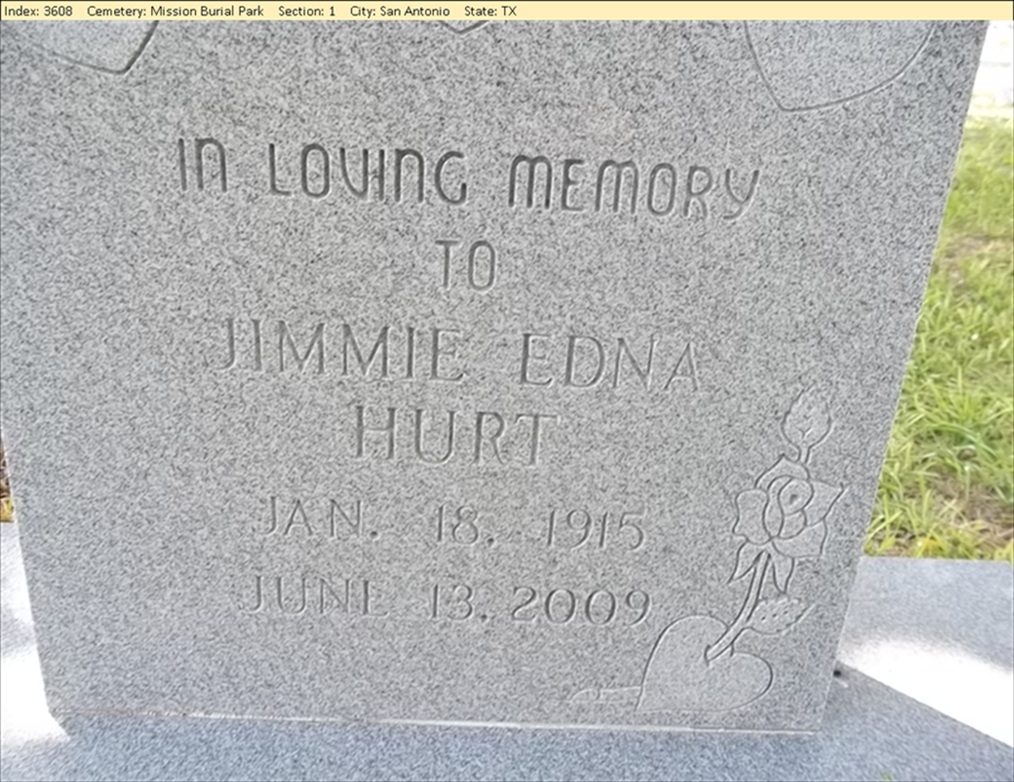 Index: 3608 Cemetery: Mission Burial Park Section: 1 City: San Antonio State: TX
IN LOVING MEMORY
TO
JIMMIE EDNA
HURT
JAN. 18, 1915
JUNE 13, 2009